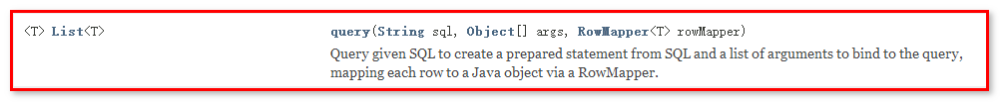 <T> List<T> query(String sql, Object[] args, RowMapper<T> rowMapper)
Query given SQL to create a prepared statement from SQL and a list of arguments to bind to the query,
mapping each row to a Java object via a RowMapper.